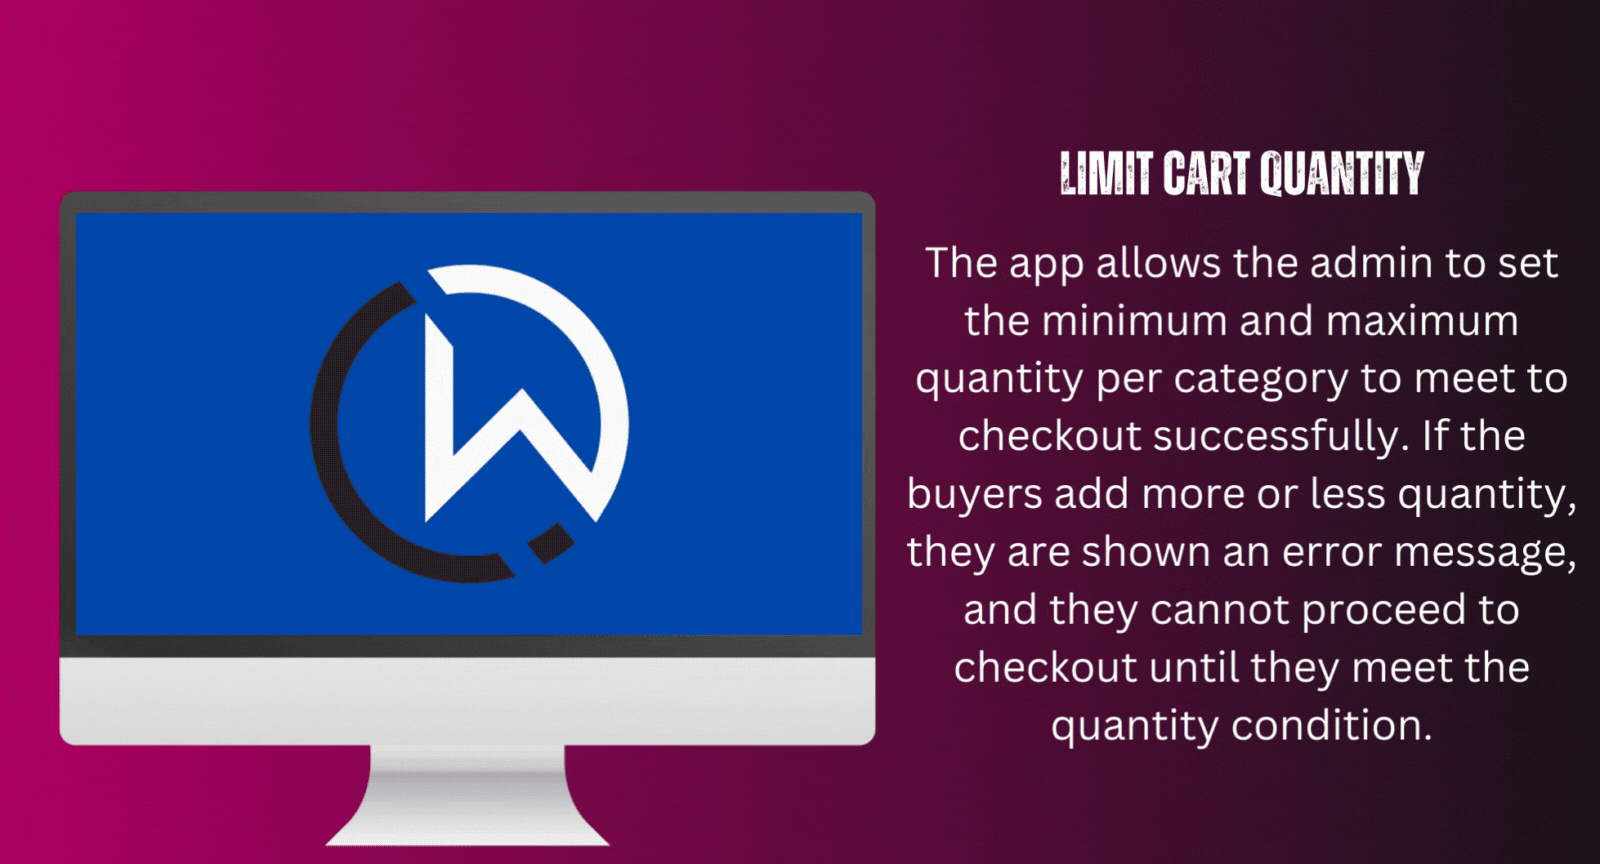 LIMIT CART QUANTITY
The app allows the admin to set
the minimum and maximum
quantity per category to meet to
checkout successfully. If the
buyers add more or less quantity,
they are shown an error message,
and they cannot proceed to
checkout until they meet the
quantity condition.